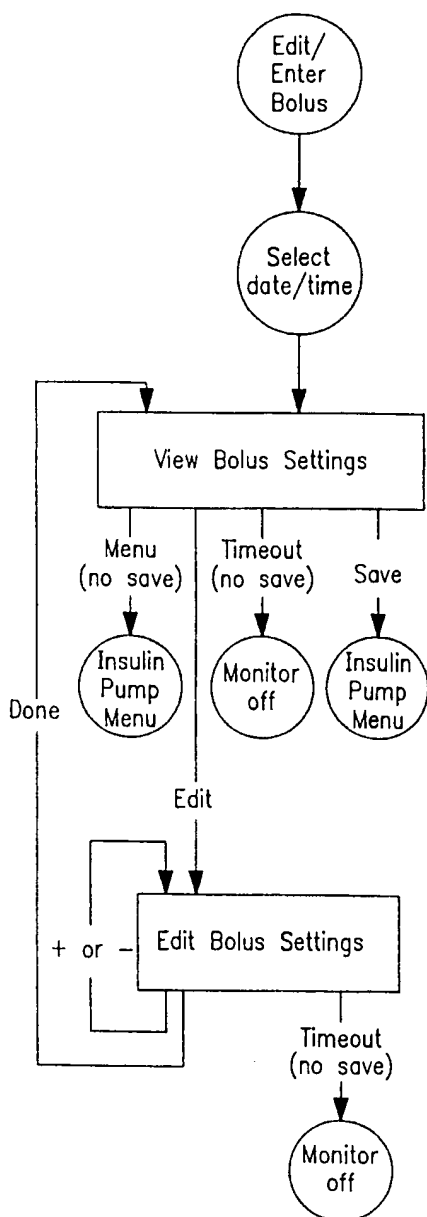 Edit/
Enter
Bolus
Select
date/time
View Bolus Settings
Menu
(no save)
Timeout
(no save)
Save
Insulin
Pump
Menu
Monitor
off
Insulin
Pump
Menu
Done
Edit
+ or -
Edit Bolus Settings
Timeout
(no save)
Monitor
off